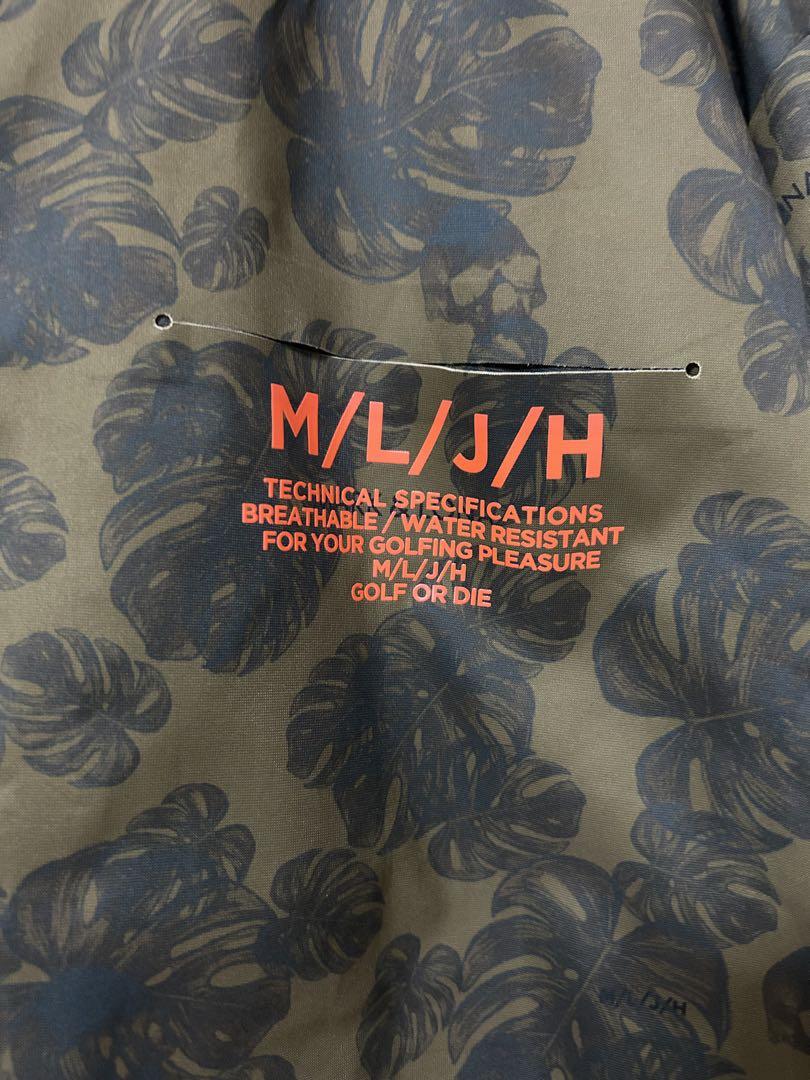 M/L/J/H
TECHNICAL SPECIFICATIONS
BREATHABLE / WATER RESISTANT
FOR YOUR GOLFING PLEASURE
M/L/J/H
GOLF OR DIE
M/L/J/H